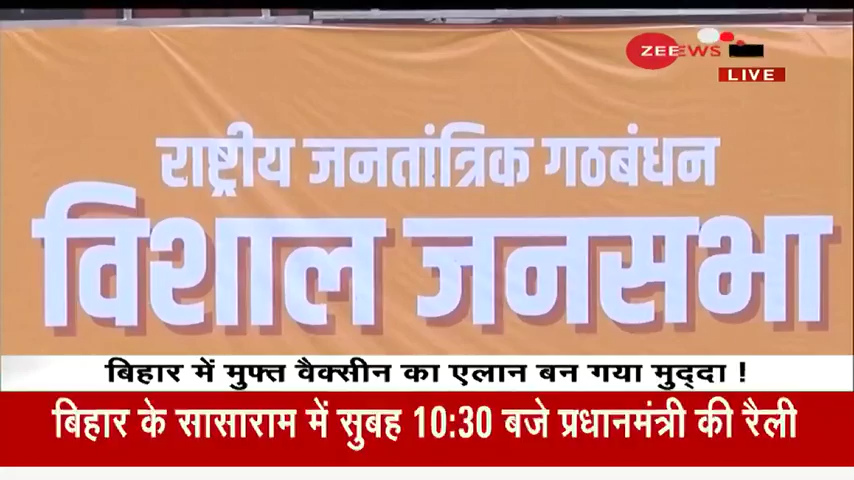 ZEE NEWS
LIVE
राष्ट्रीय जनतांत्रिक गठबंधन
विशाल जनसभा
बिहार में मुफ्त वैक्सीन का एलान बन गया मुद्दा !
बिहार के सासाराम में सुबह 10:30 बजे प्रधानमंत्री की रैली